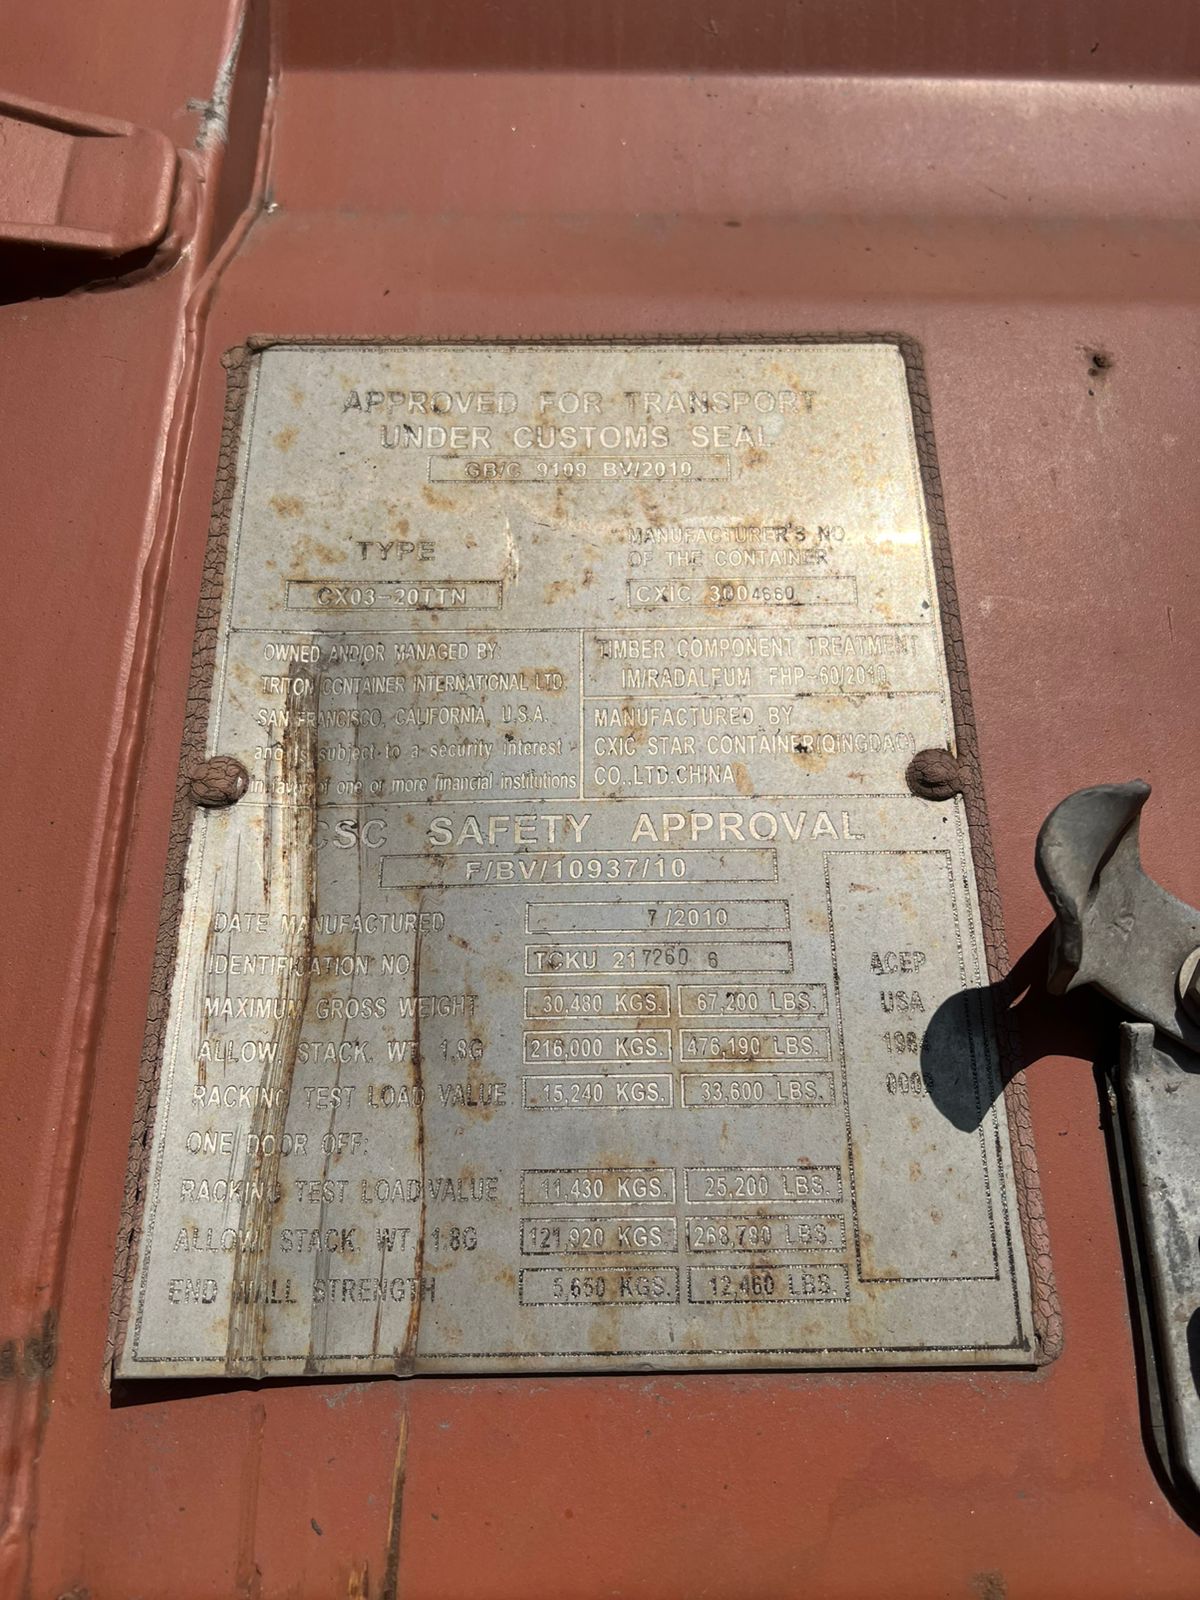 APPROVED FOR TRANSPORT
UNDER CUSTOMS SEAL
GB/C 9109 BV/2010
TYPE
CX03-20TTN
MANUFACTURER'S NO
OF THE CONTAINER
CXIC 3004660
OWNED AND/OR MANAGED BY:
TRITON CONTAINER INTERNATIONAL LTD
SAN FRANCISCO, CALIFORNIA, U.S.A.
and is subject to a security interest
in favor of one or more financial institutions
TIMBER COMPONENT TREATMENT
IM/RADALEUM FHP-60/2010
MANUFACTURED BY
CXIC STAR CONTAINER(QINGDAO)
CO.,LTD.CHINA
CSC SAFETY APPROVAL
F/BV/10937/10
DATE MANUFACTURED 7/2010
IDENTIFICATION NO. TCKU 217260 6
MAXIMUM GROSS WEIGHT 30,480 KGS. 67,200 LBS.
ALLOW. STACK. WT. 1.8G 216,000 KGS. 476,190 LBS.
RACKING TEST LOAD VALUE 15,240 KGS. 33,600 LBS.
ONE DOOR OFF:
RACKING TEST LOAD VALUE 11,430 KGS. 25,200 LBS.
ALLOW. STACK. WT. 1.8G 121,920 KGS. 268,780 LBS.
END WALL STRENGTH 5,650 KGS. 12,460 LBS.
ACEP
USA